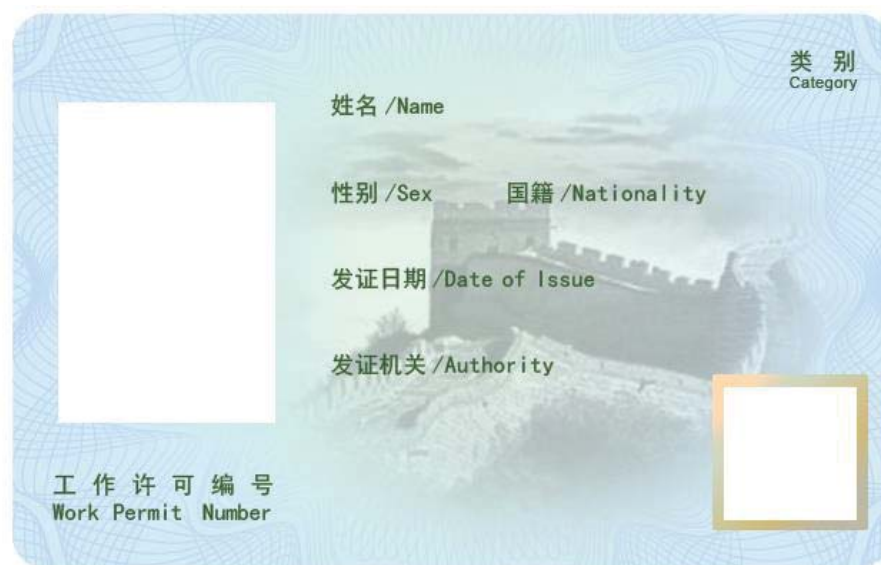 类 别
Category
姓名 /Name
性别 /Sex 国籍 /Nationality
发证日期 /Date of Issue
发证机关 /Authority
工 作 许 可 编 号
Work Permit Number